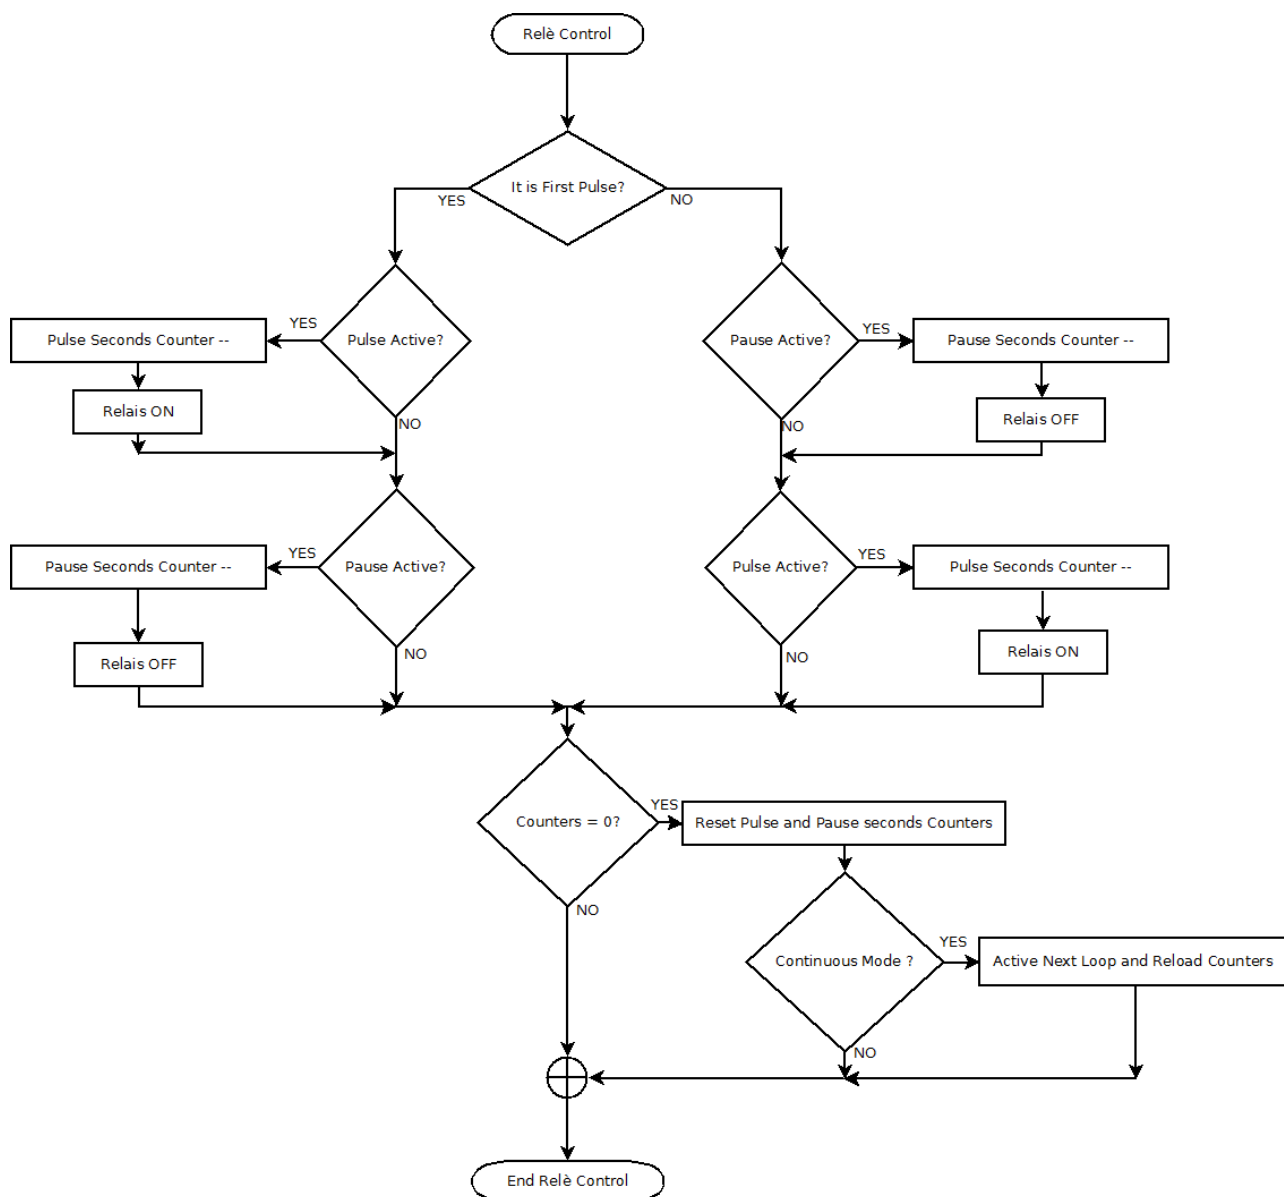 Relè Control
It is First Pulse?
YES
NO
Pulse Seconds Counter --
YES
Pulse Active?
Pause Active?
YES
Pause Seconds Counter --
Relais ON
NO
NO
Relais OFF
Pause Seconds Counter --
YES
Pause Active?
Pulse Active?
YES
Pulse Seconds Counter --
Relais OFF
NO
NO
Relais ON
Counters = 0?
YES
Reset Pulse and Pause seconds Counters
NO
Continuous Mode ?
YES
Active Next Loop and Reload Counters
NO
End Relè Control